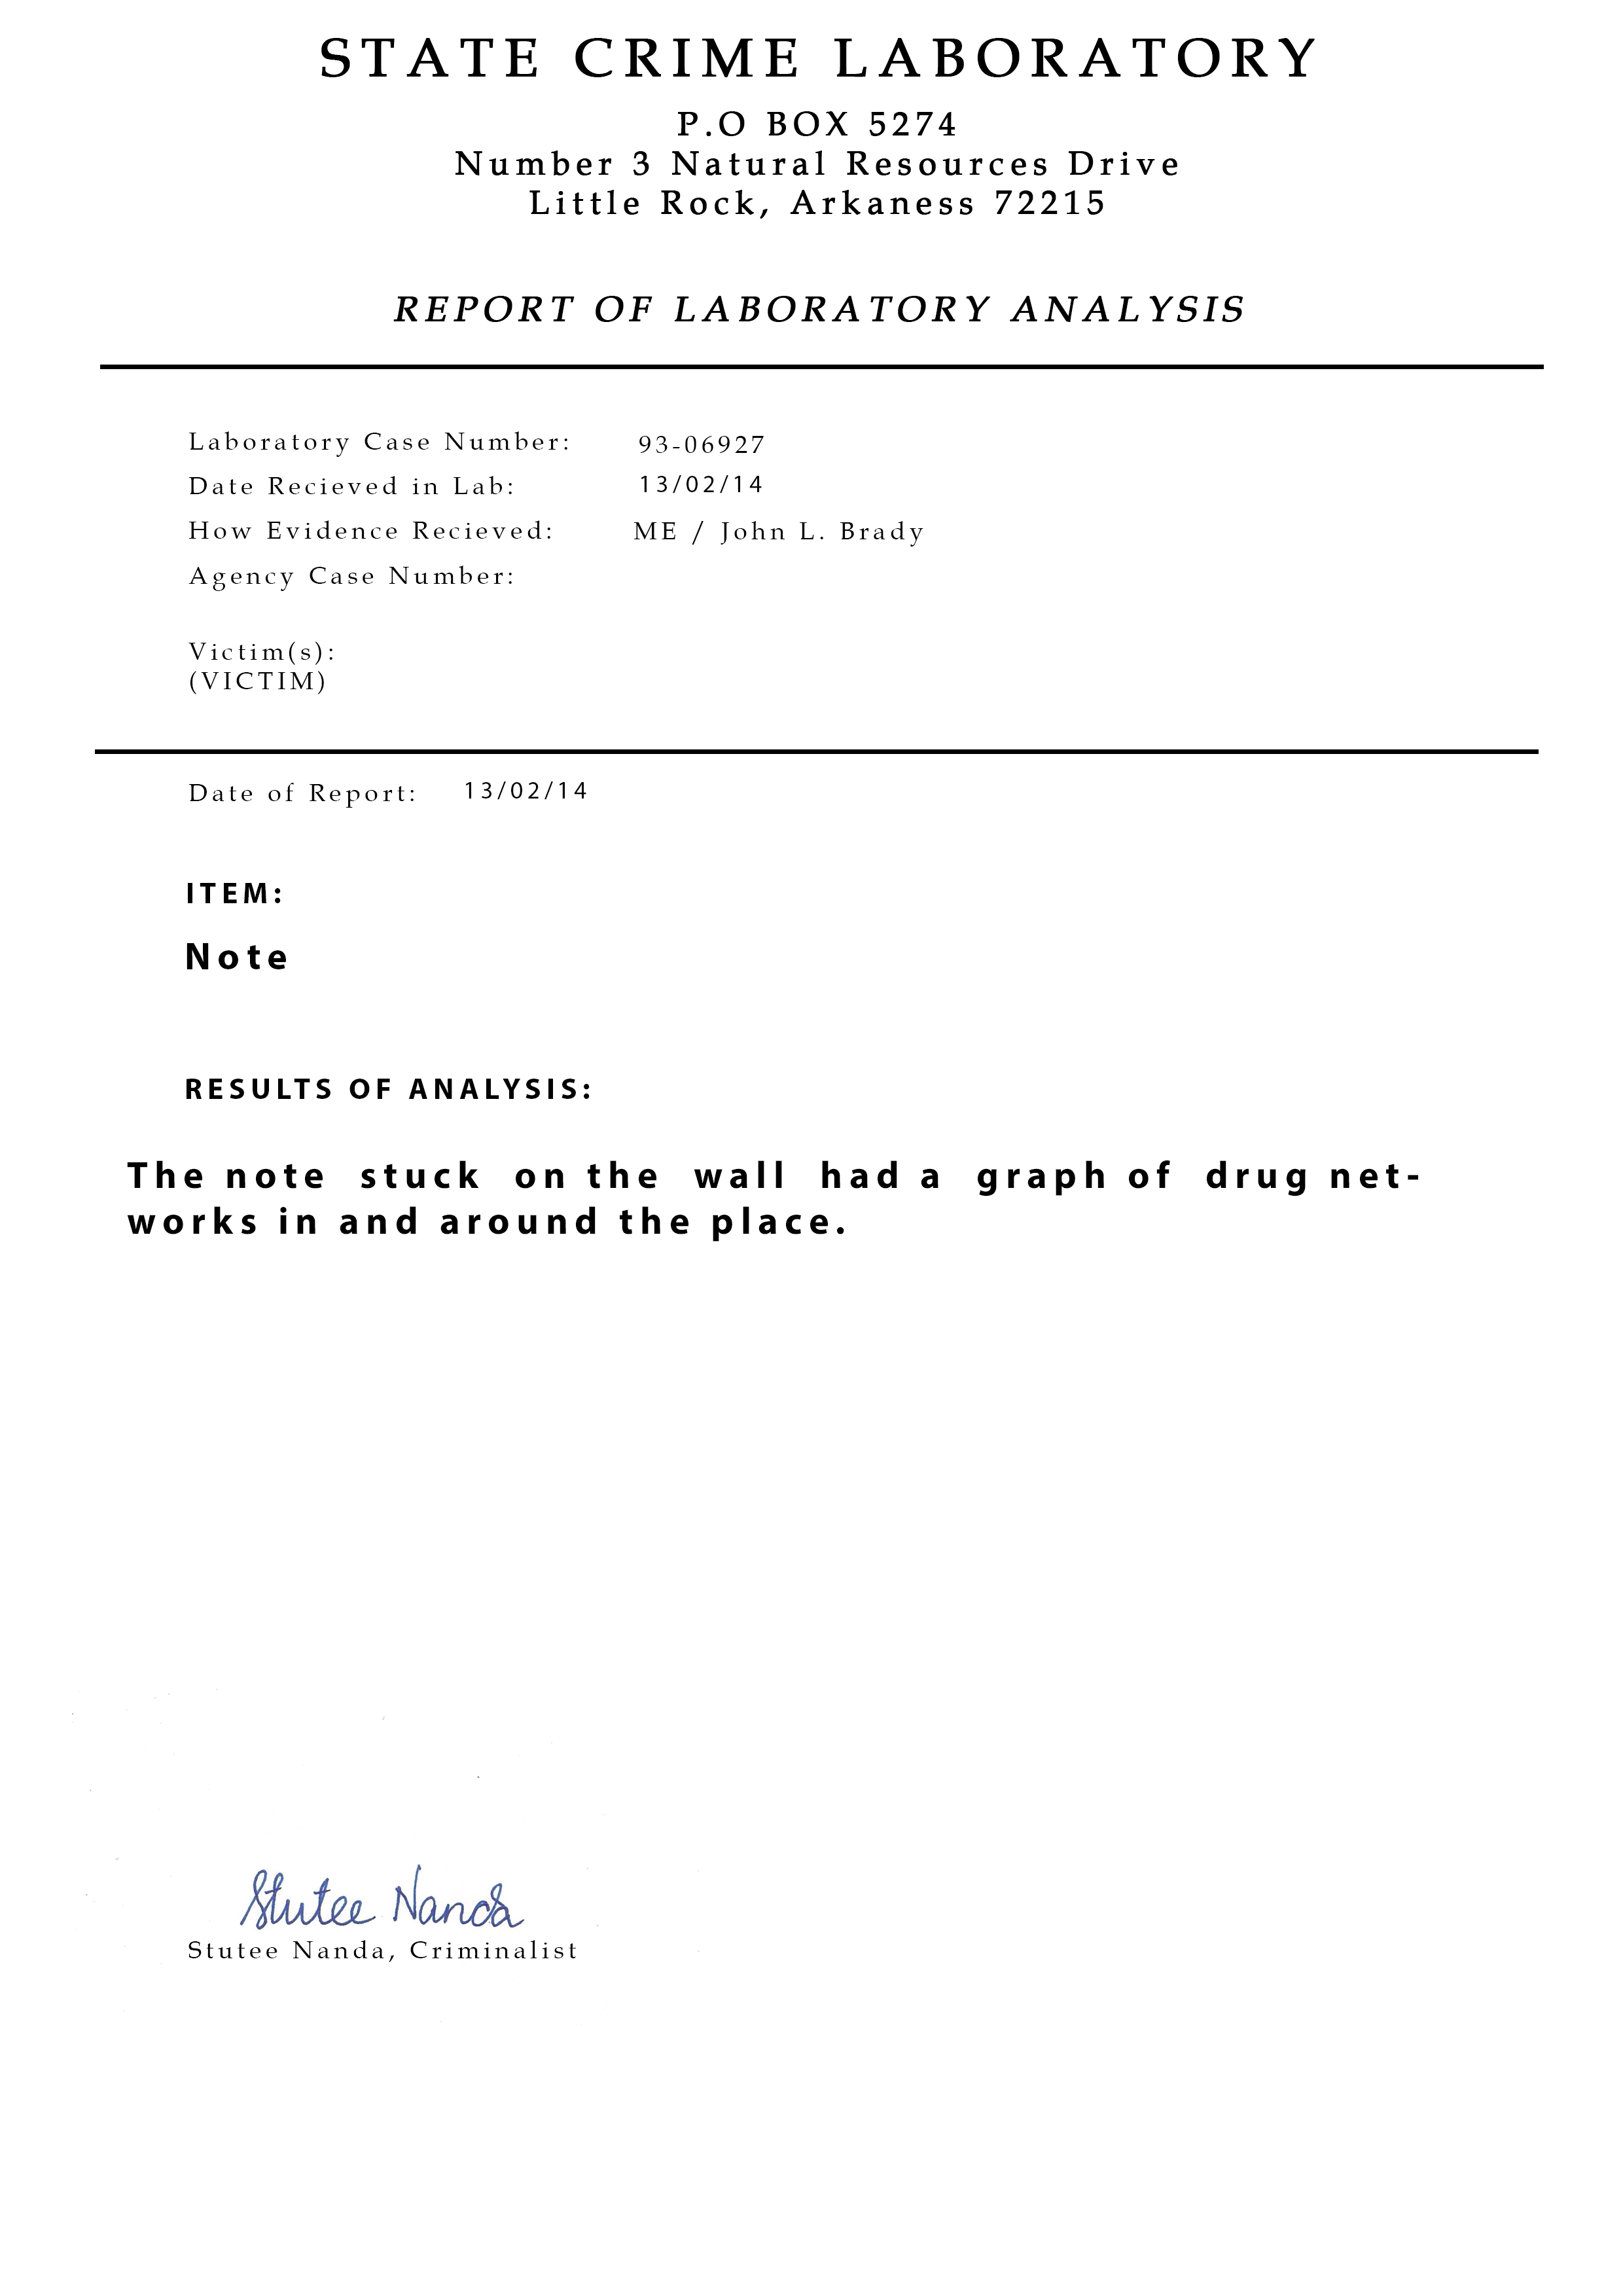 STATE CRIME LABORATORY
P.O BOX 5274
Number 3 Natural Resources Drive
Little Rock, Arkaness 72215
REPORT OF LABORATORY ANALYSIS
Laboratory Case Number: 93-06927
Date Recieved in Lab: 13/02/14
How Evidence Recieved: ME / John L. Brady
Agency Case Number:
Victim(s):
(VICTIM)
Date of Report: 13/02/14
ITEM:
Note
RESULTS OF ANALYSIS:
The note stuck on the wall had a graph of drug net-
works in and around the place.
Stutee Nanda
Stutee Nanda, Criminalist